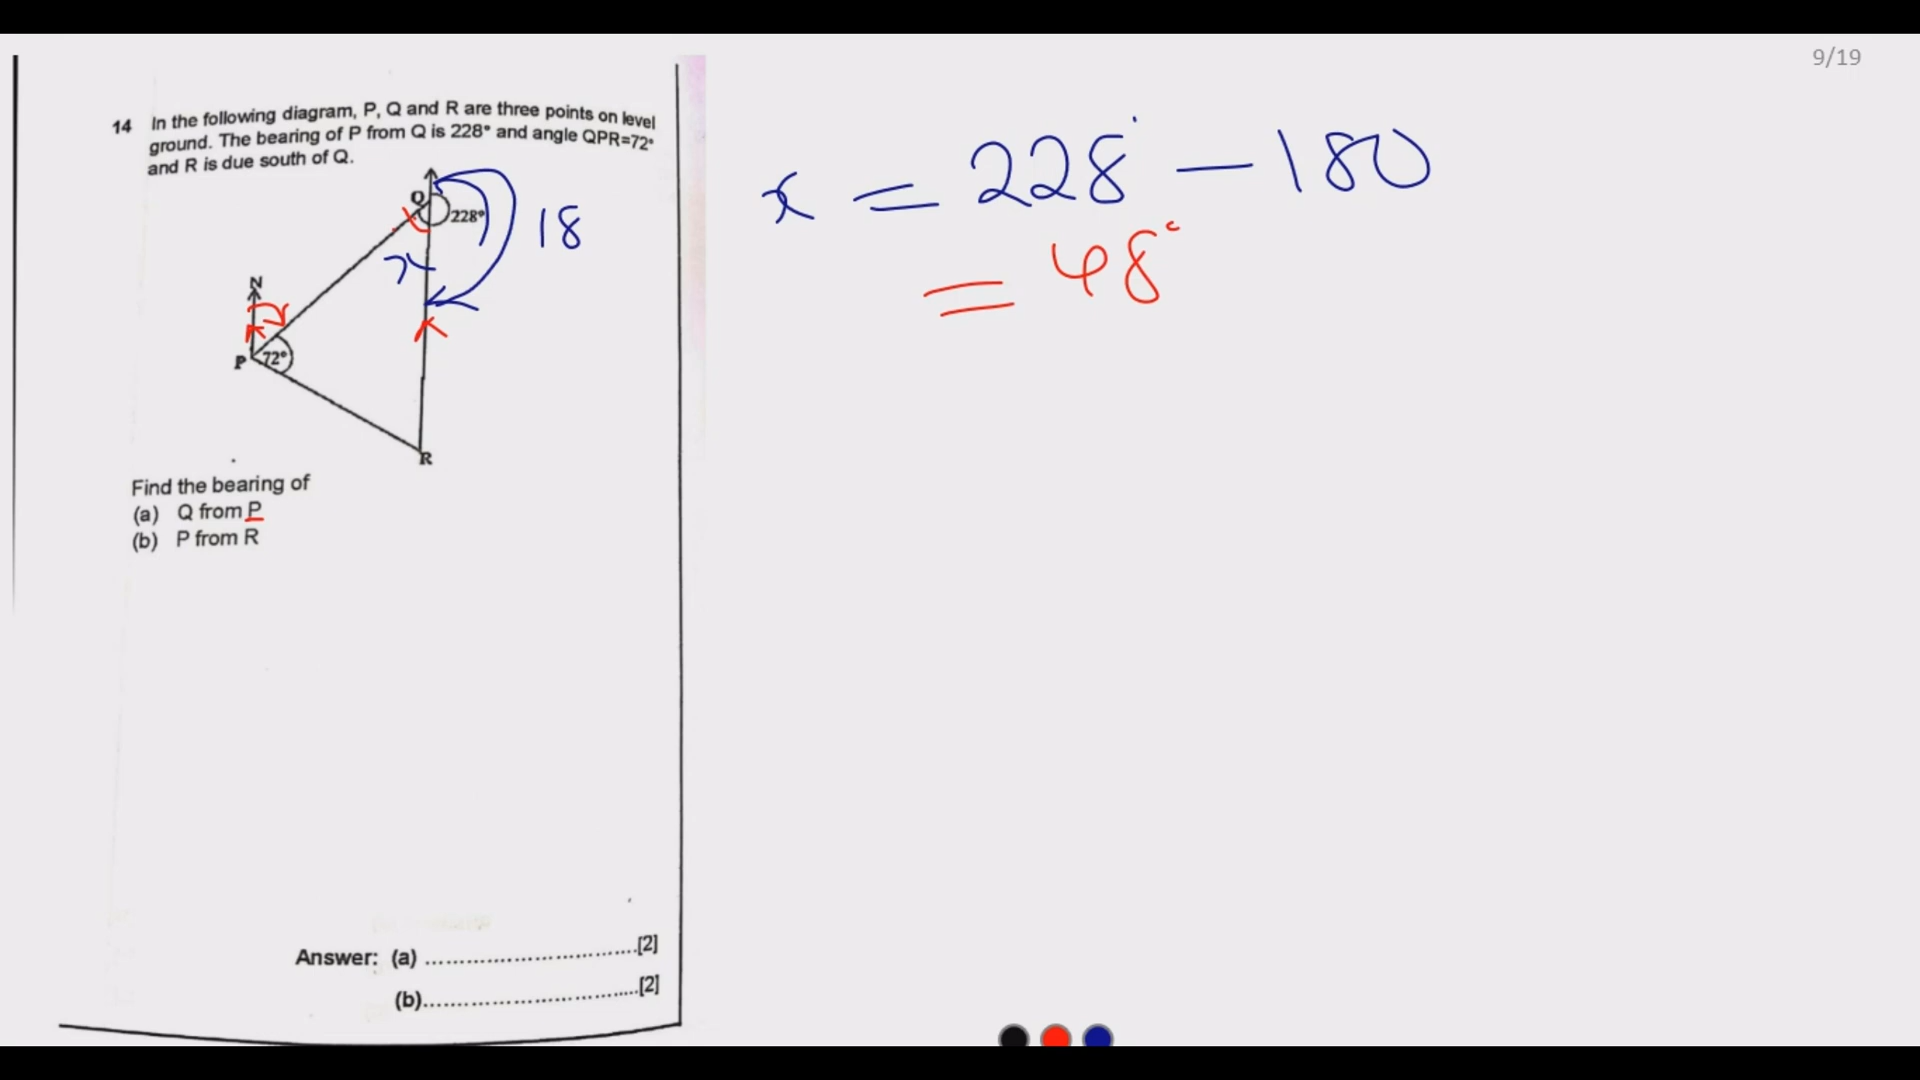 9/19
14 In the following diagram, P, Q and R are three points on level
ground. The bearing of P from Q is 228° and angle QPR=72°
and R is due south of Q.
Q
228°
18
x
N
P
72°
R
Find the bearing of
(a) Q from P
(b) P from R
Answer: (a) ................................[2]
(b)................................[2]
x = 228° - 180
= 48°